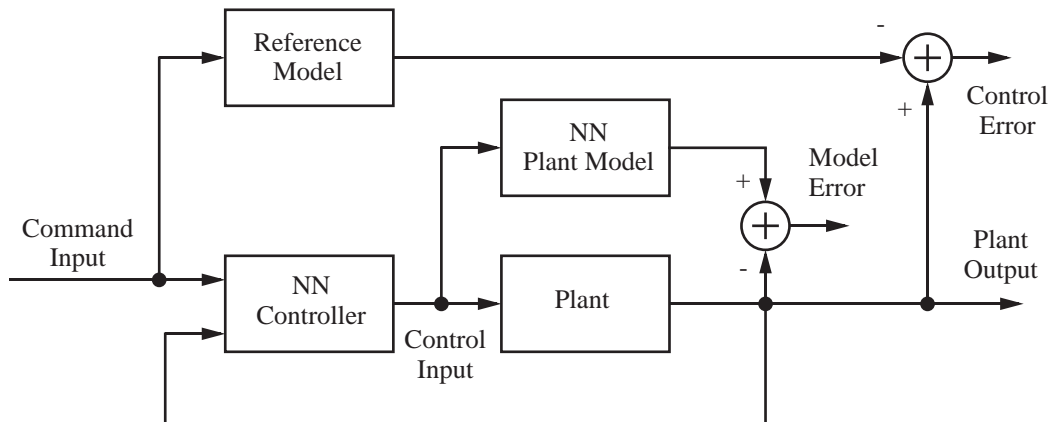 Reference
Model
-
+
Control
Error
NN
Plant Model
+
Model
Error
-
Command
Input
NN
Controller
Control
Input
Plant
Plant
Output